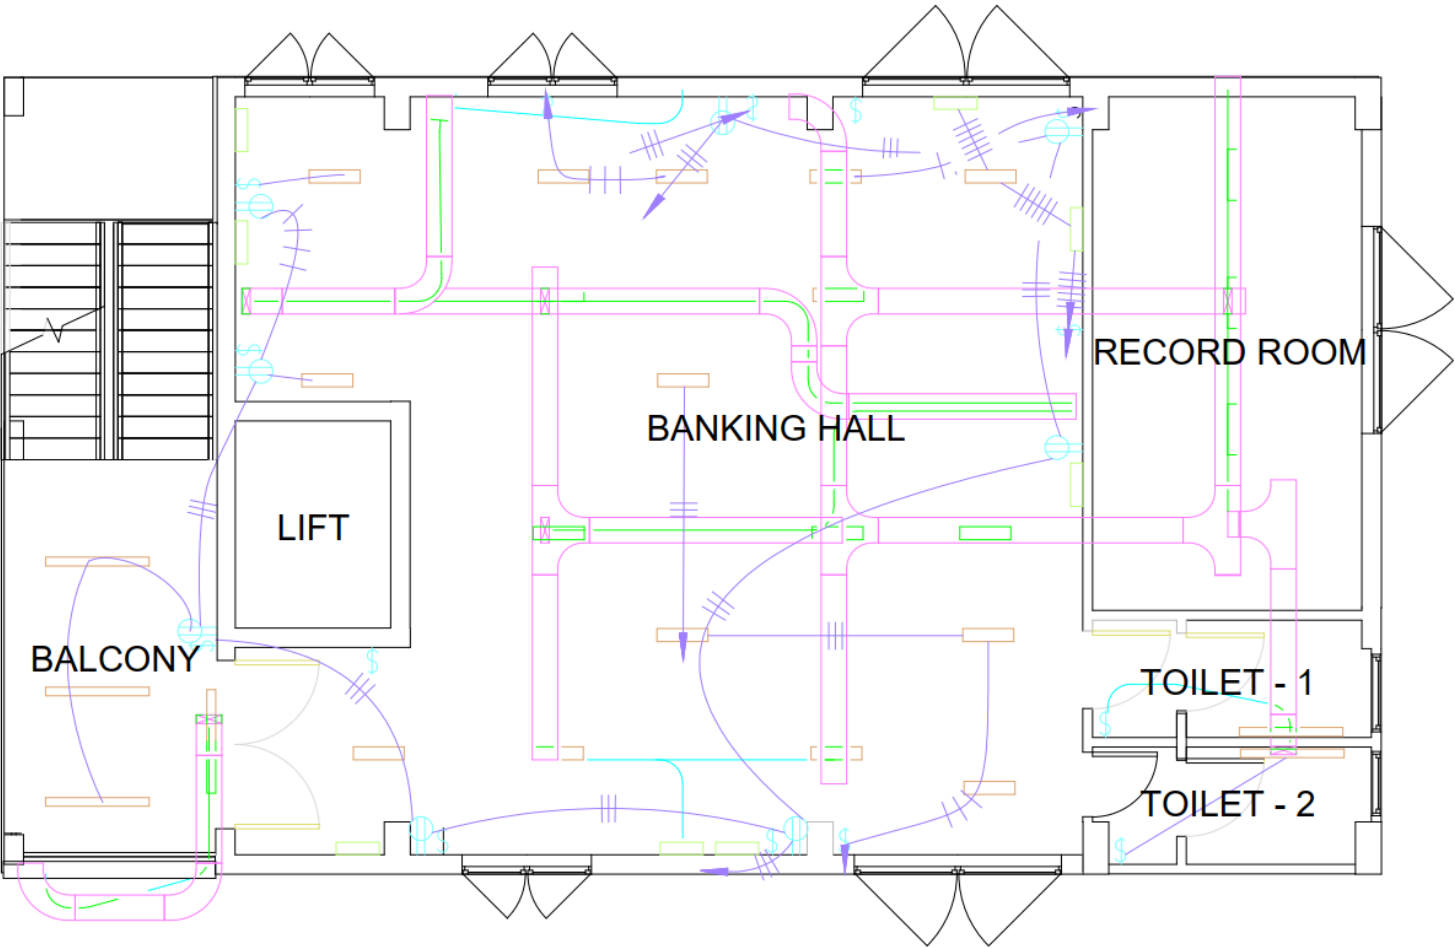 RECORD ROOM
BANKING HALL
LIFT
BALCONY
TOILET - 1
TOILET - 2